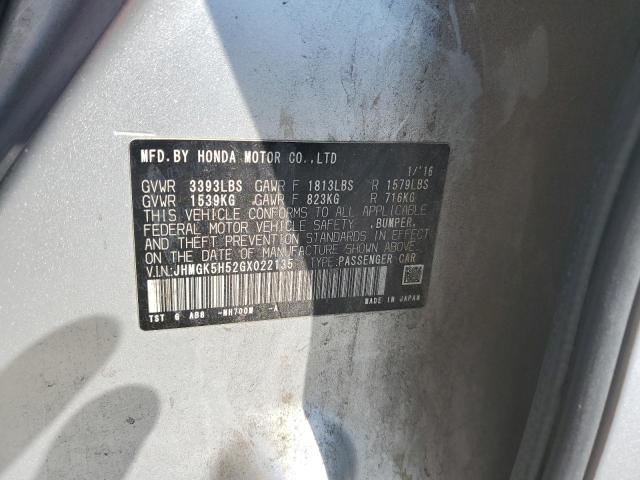 MFD.BY HONDA MOTOR CO.,LTD 1/'16
GVWR 3393LBS GAWR F 1813LBS R 1579LBS
GVWR 1539KG GAWR F 823KG R 716KG
THIS VEHICLE CONFORMS TO ALL APPLICABLE
FEDERAL MOTOR VEHICLE SAFETY ,BUMPER,
AND THEFT PREVENTION STANDARDS IN EFFECT
ON THE DATE OF MANUFACTURE SHOWN ABOVE.
V.I.N:JHMGK5H52GX022135 TYPE:PASSENGER CAR
MADE IN JAPAN
TST G AB8 -NH700M -A